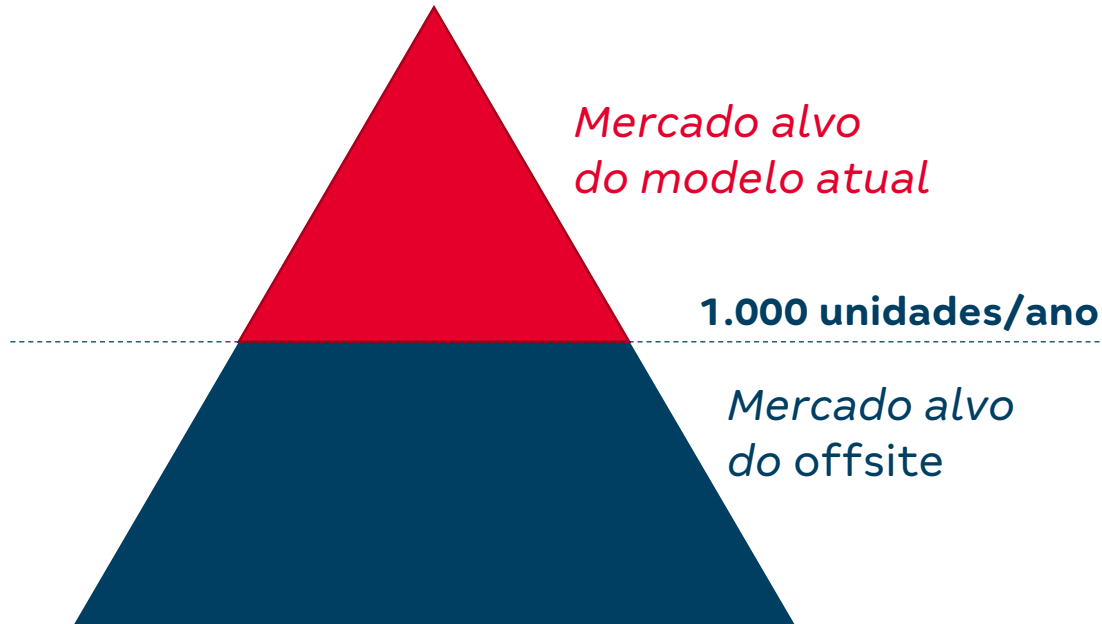 Mercado alvo
do modelo atual
1.000 unidades/ano
Mercado alvo
do offsite